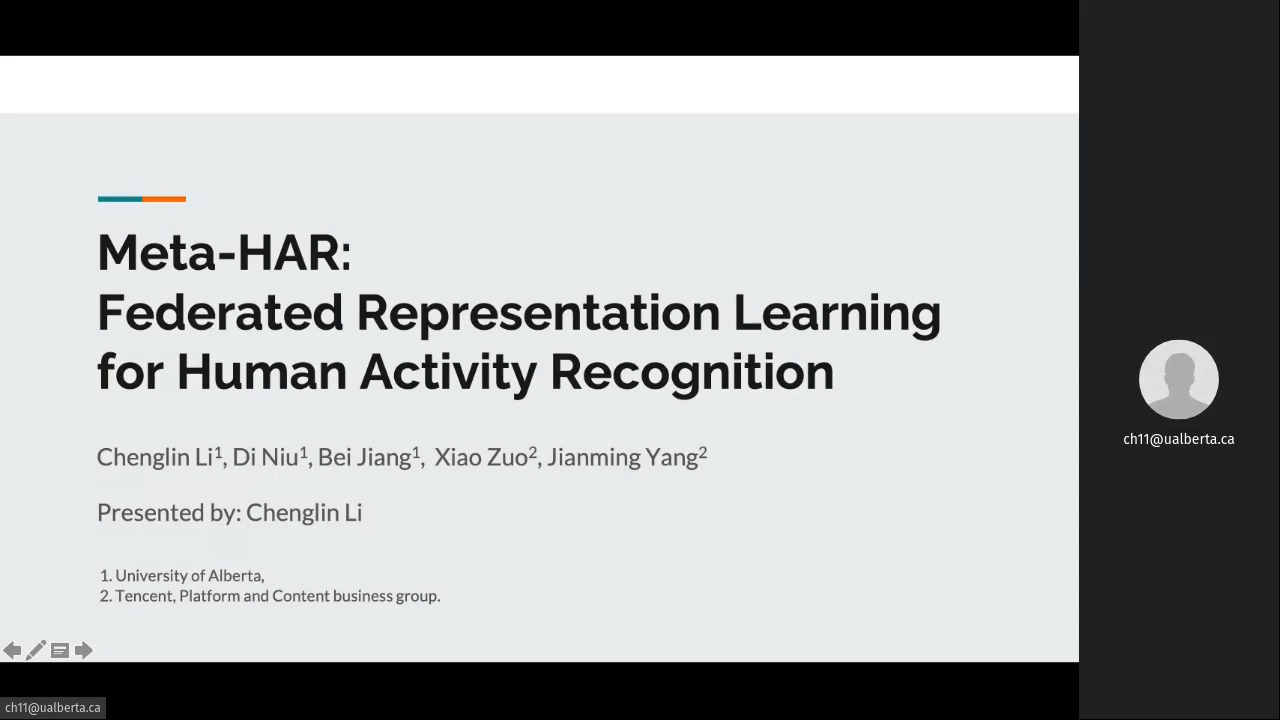 Meta-HAR:
Federated Representation Learning
for Human Activity Recognition
Chenglin Li¹, Di Niu¹, Bei Jiang¹, Xiao Zuo², Jianming Yang²
Presented by: Chenglin Li
1. University of Alberta,
2. Tencent, Platform and Content business group.
ch11@ualberta.ca
ch11@ualberta.ca